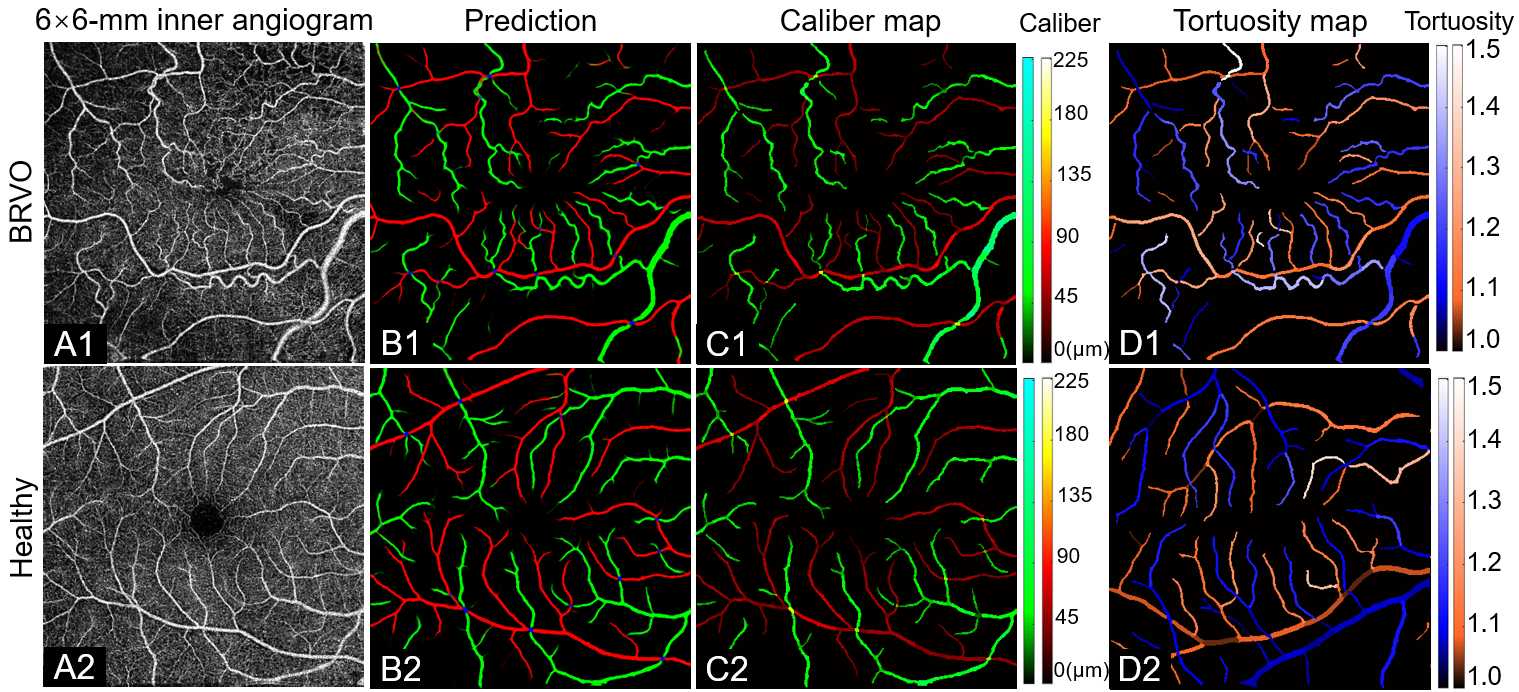 6×6-mm inner angiogram
Prediction
Caliber map
Caliber
Tortuosity map
Tortuosity
BRVO
A1
B1
C1
225
180
135
90
45
0(μm)
D1
1.5
1.4
1.3
1.2
1.1
1.0
Healthy
A2
B2
C2
225
180
135
90
45
0(μm)
D2
1.5
1.4
1.3
1.2
1.1
1.0